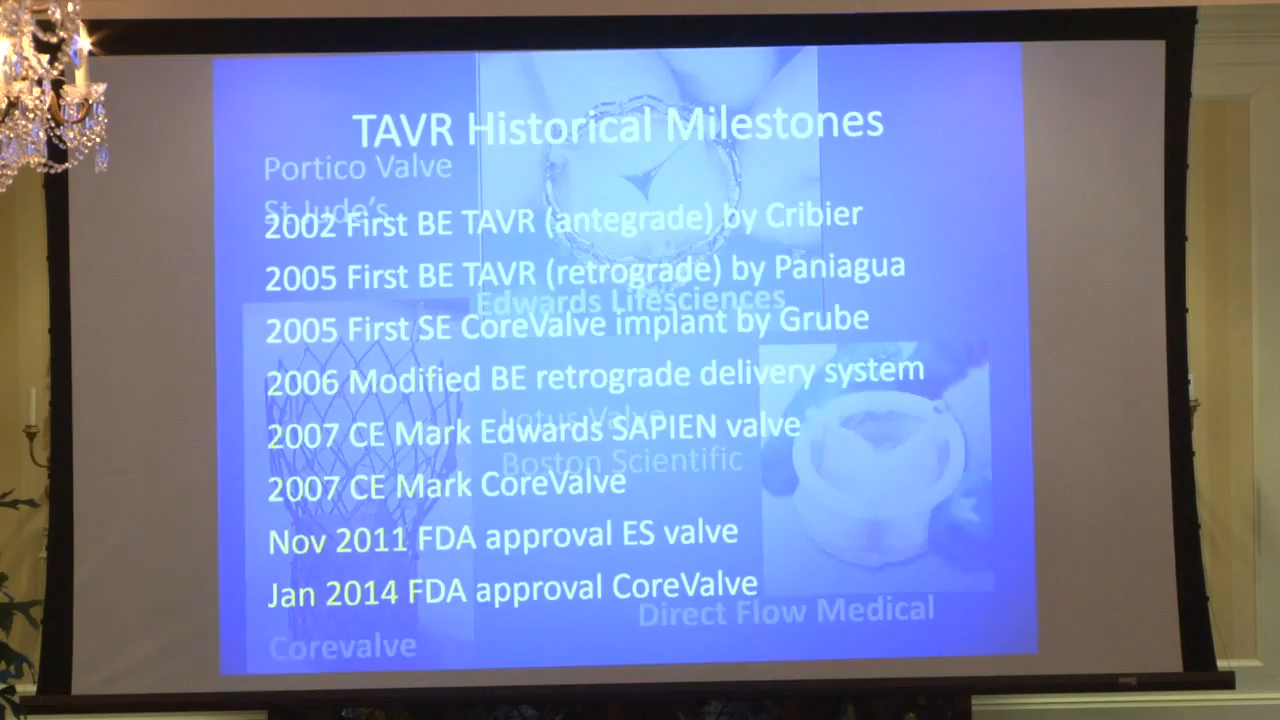 TAVR Historical Milestones
Portico Valve
St Jude's
2002 First BE TAVR (antegrade) by Cribier
2005 First BE TAVR (retrograde) by Paniagua
Edwards Lifesciences
2005 First SE CoreValve implant by Grube
2006 Modified BE retrograde delivery system
Lotus Valve
2007 CE Mark Edwards SAPIEN valve
Boston Scientific
2007 CE Mark CoreValve
Nov 2011 FDA approval ES valve
Jan 2014 FDA approval CoreValve
Direct Flow Medical
Corevalve